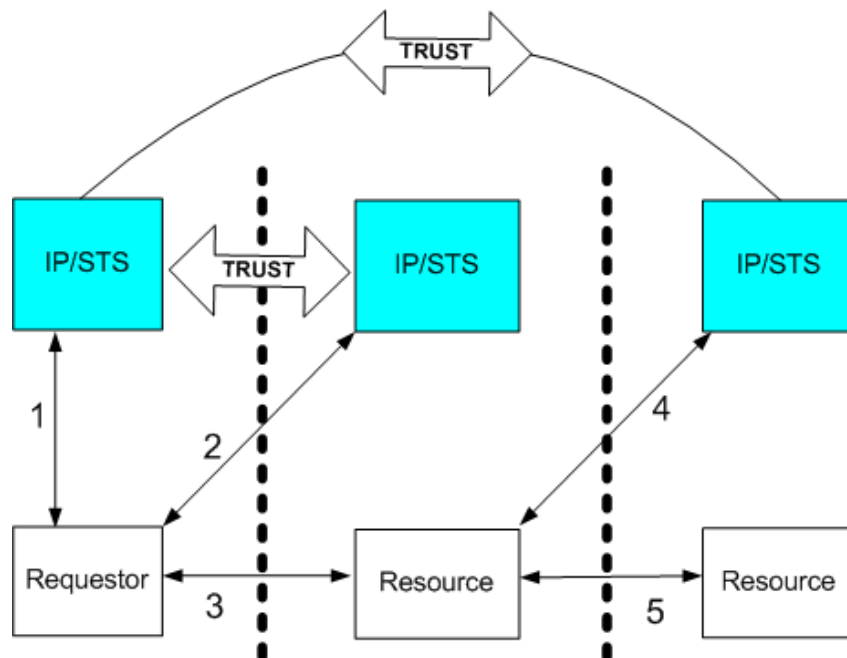 TRUST
IP/STS
TRUST
IP/STS
IP/STS
1
2
4
Requestor
3
Resource
5
Resource